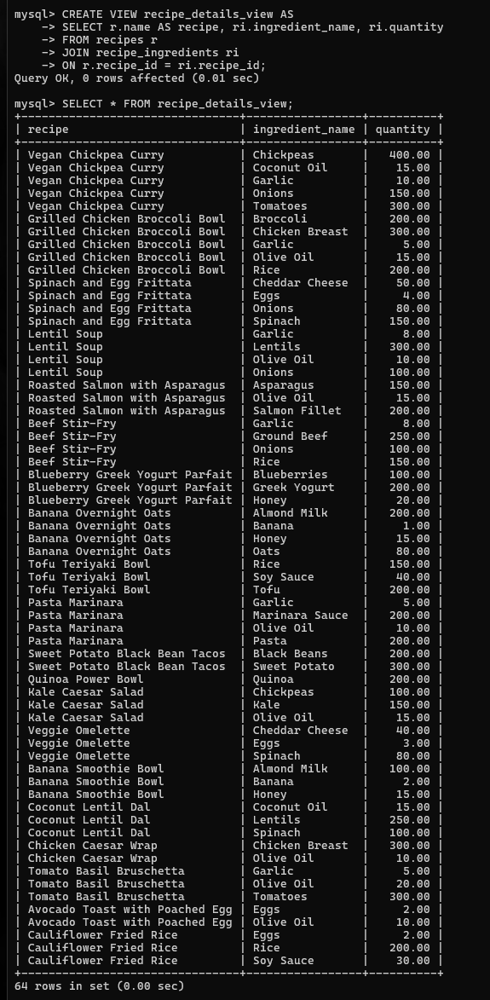 mysql> CREATE VIEW recipe_details_view AS
    -> SELECT r.name AS recipe, ri.ingredient_name, ri.quantity
    -> FROM recipes r
    -> JOIN recipe_ingredients ri
    -> ON r.recipe_id = ri.recipe_id;
Query OK, 0 rows affected (0.01 sec)

mysql> SELECT * FROM recipe_details_view;
+--------------------------------+-----------------+----------+
| recipe                         | ingredient_name | quantity |
+--------------------------------+-----------------+----------+
| Vegan Chickpea Curry           | Chickpeas       |   400.00 |
| Vegan Chickpea Curry           | Coconut Oil     |    15.00 |
| Vegan Chickpea Curry           | Garlic          |    10.00 |
| Vegan Chickpea Curry           | Onions          |   150.00 |
| Vegan Chickpea Curry           | Tomatoes        |   300.00 |
| Grilled Chicken Broccoli Bowl  | Broccoli        |   200.00 |
| Grilled Chicken Broccoli Bowl  | Chicken Breast  |   300.00 |
| Grilled Chicken Broccoli Bowl  | Garlic          |     5.00 |
| Grilled Chicken Broccoli Bowl  | Olive Oil       |    15.00 |
| Grilled Chicken Broccoli Bowl  | Rice            |   200.00 |
| Spinach and Egg Frittata       | Cheddar Cheese  |    50.00 |
| Spinach and Egg Frittata       | Eggs            |     4.00 |
| Spinach and Egg Frittata       | Onions          |    80.00 |
| Spinach and Egg Frittata       | Spinach         |   150.00 |
| Lentil Soup                    | Garlic          |     8.00 |
| Lentil Soup                    | Lentils         |   300.00 |
| Lentil Soup                    | Olive Oil       |    10.00 |
| Lentil Soup                    | Onions          |   100.00 |
| Roasted Salmon with Asparagus  | Asparagus       |   150.00 |
| Roasted Salmon with Asparagus  | Olive Oil       |    15.00 |
| Roasted Salmon with Asparagus  | Salmon Fillet   |   200.00 |
| Beef Stir-Fry                  | Garlic          |     8.00 |
| Beef Stir-Fry                  | Ground Beef     |   250.00 |
| Beef Stir-Fry                  | Onions          |   100.00 |
| Beef Stir-Fry                  | Rice            |   150.00 |
| Blueberry Greek Yogurt Parfait | Blueberries     |   100.00 |
| Blueberry Greek Yogurt Parfait | Greek Yogurt    |   200.00 |
| Blueberry Greek Yogurt Parfait | Honey           |    20.00 |
| Banana Overnight Oats          | Almond Milk     |   200.00 |
| Banana Overnight Oats          | Banana          |     1.00 |
| Banana Overnight Oats          | Honey           |    15.00 |
| Banana Overnight Oats          | Oats            |    80.00 |
| Tofu Teriyaki Bowl             | Rice            |   150.00 |
| Tofu Teriyaki Bowl             | Soy Sauce       |    40.00 |
| Tofu Teriyaki Bowl             | Tofu            |   200.00 |
| Pasta Marinara                 | Garlic          |     5.00 |
| Pasta Marinara                 | Marinara Sauce  |   200.00 |
| Pasta Marinara                 | Olive Oil       |    10.00 |
| Pasta Marinara                 | Pasta           |   200.00 |
| Sweet Potato Black Bean Tacos  | Black Beans     |   200.00 |
| Sweet Potato Black Bean Tacos  | Sweet Potato    |   300.00 |
| Quinoa Power Bowl              | Quinoa          |   200.00 |
| Kale Caesar Salad              | Chickpeas       |   100.00 |
| Kale Caesar Salad              | Kale            |   150.00 |
| Kale Caesar Salad              | Olive Oil       |    15.00 |
| Veggie Omelette                | Cheddar Cheese  |    40.00 |
| Veggie Omelette                | Eggs            |     3.00 |
| Veggie Omelette                | Spinach         |    80.00 |
| Banana Smoothie Bowl           | Almond Milk     |   100.00 |
| Banana Smoothie Bowl           | Banana          |     2.00 |
| Banana Smoothie Bowl           | Honey           |    15.00 |
| Coconut Lentil Dal             | Coconut Oil     |    15.00 |
| Coconut Lentil Dal             | Lentils         |   250.00 |
| Coconut Lentil Dal             | Spinach         |   100.00 |
| Chicken Caesar Wrap            | Chicken Breast  |   300.00 |
| Chicken Caesar Wrap            | Olive Oil       |    10.00 |
| Tomato Basil Bruschetta        | Garlic          |     5.00 |
| Tomato Basil Bruschetta        | Olive Oil       |    20.00 |
| Tomato Basil Bruschetta        | Tomatoes        |   300.00 |
| Avocado Toast with Poached Egg | Eggs            |     2.00 |
| Avocado Toast with Poached Egg | Olive Oil       |    10.00 |
| Cauliflower Fried Rice         | Eggs            |     2.00 |
| Cauliflower Fried Rice         | Rice            |   200.00 |
| Cauliflower Fried Rice         | Soy Sauce       |    30.00 |
+--------------------------------+-----------------+----------+
64 rows in set (0.00 sec)